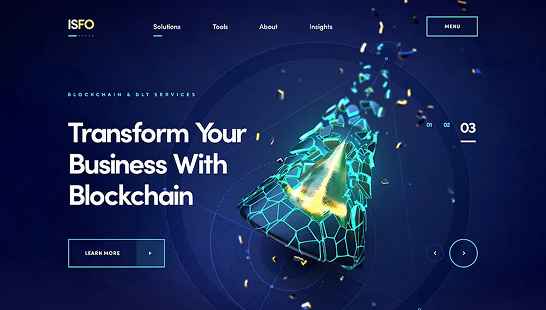 ISFO
Solutions Tools About Insights
MENU
BLOCKCHAIN & DLT SERVICES
Transform Your
Business With
Blockchain
01 02 03
LEARN MORE